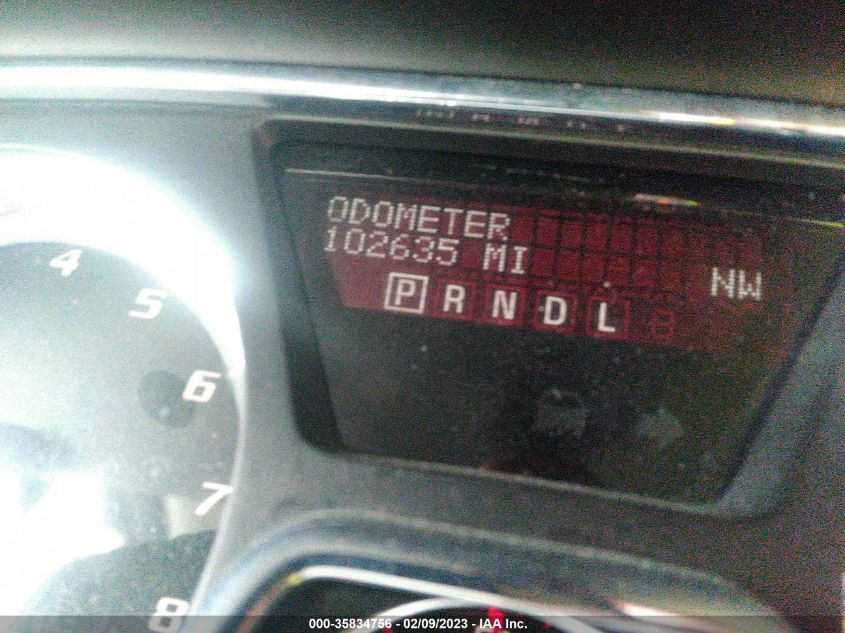 ODOMETER
102635 MI
NW
P R N D L
4
5
6
7
8
000-35834756 - 02/09/2023 - IAA Inc.